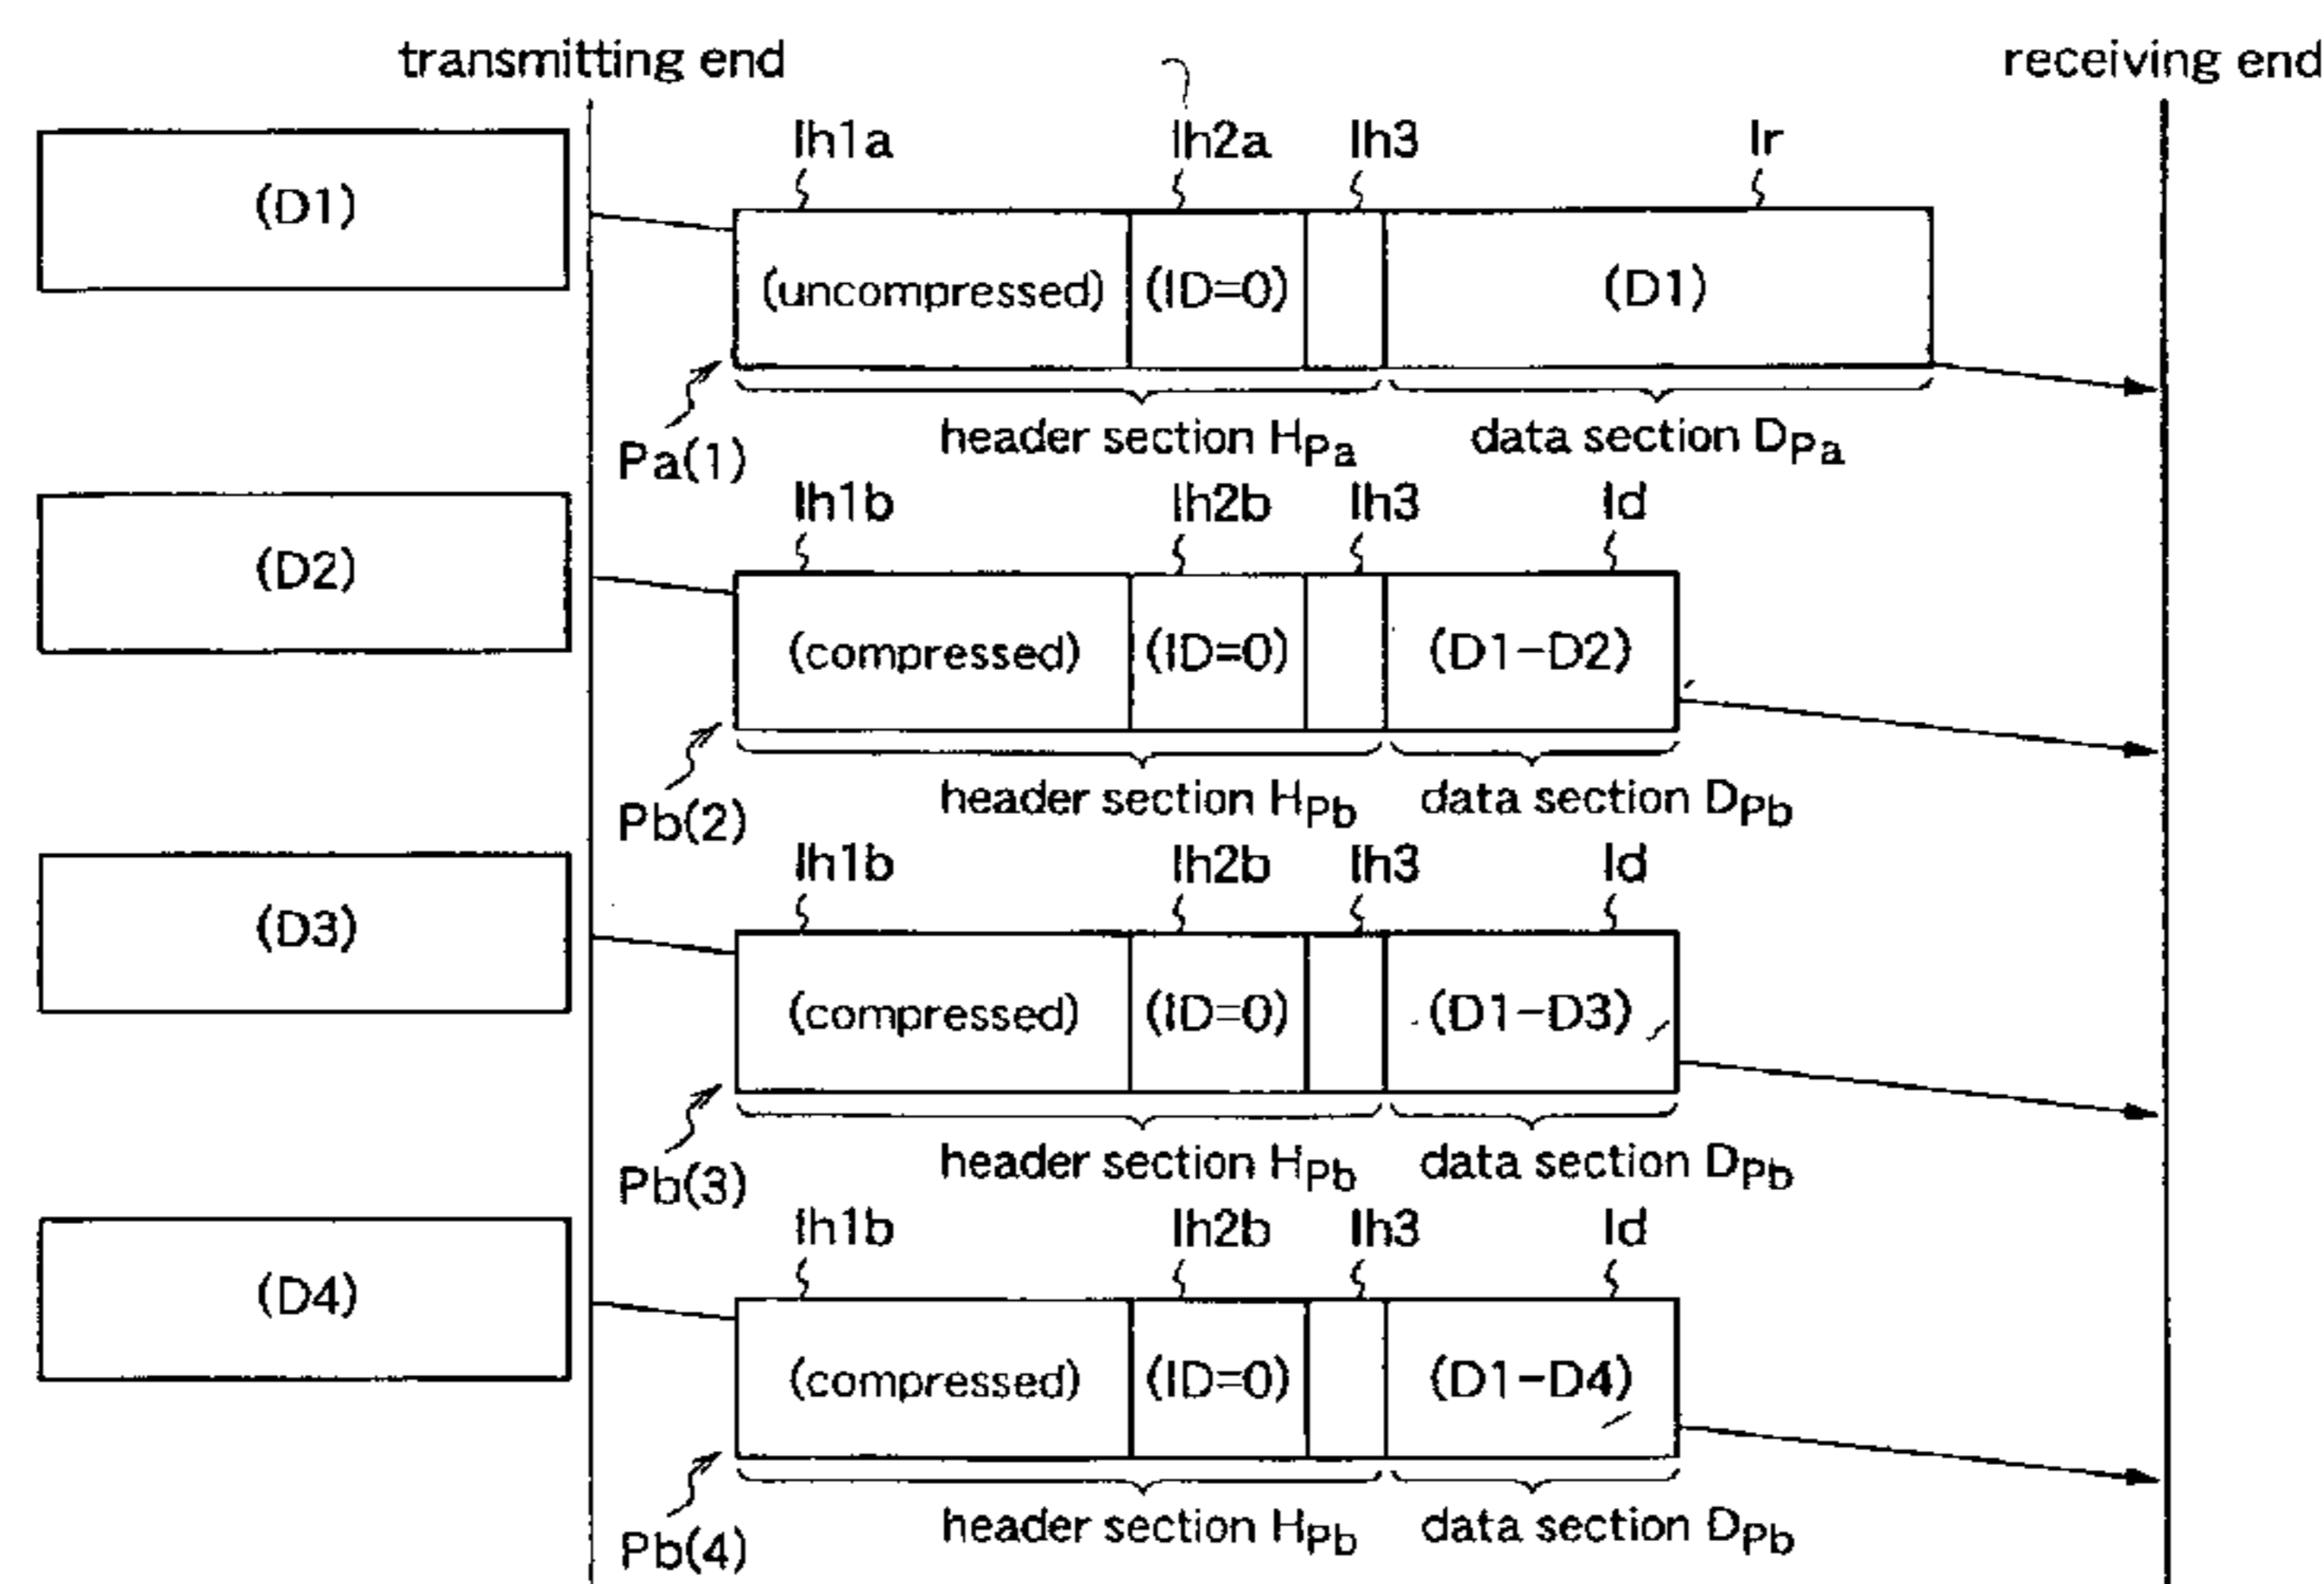 transmitting end receiving end
Ih1a Ih2a Ih3 Ir
(D1) (uncompressed) (ID=0) (D1)
header section HPa data section DPa
Pa(1)
Ih1b Ih2b Ih3 Id
(D2) (compressed) (ID=0) (D1-D2)
header section HPb data section DPb
Pb(2)
Ih1b Ih2b Ih3 Id
(D3) (compressed) (ID=0) (D1-D3)
header section HPb data section DPb
Pb(3)
Ih1b Ih2b Ih3 Id
(D4) (compressed) (ID=0) (D1-D4)
header section HPb data section DPb
Pb(4)